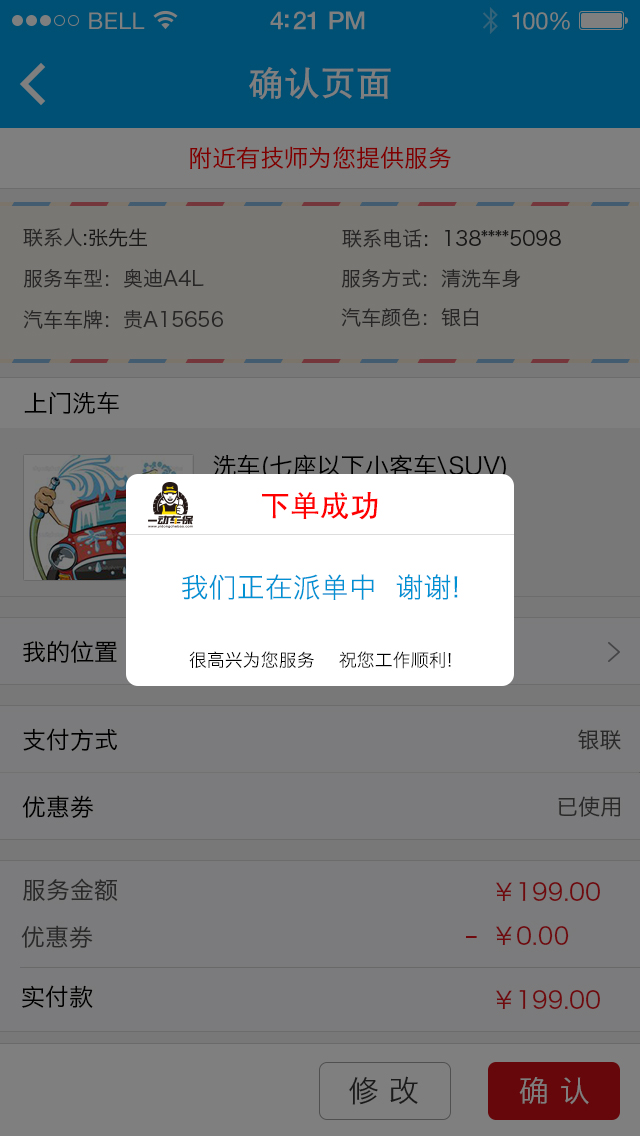 BELL 4:21 PM 100%
确认页面
附近有技师为您提供服务
联系人:张先生 联系电话：138****5098
服务车型：奥迪A4L 服务方式：清洗车身
汽车车牌：贵A15656 汽车颜色：银白
上门洗车
洗车(七座以下小客车\SUV)
一动车保
下单成功
我们正在派单中 谢谢!
很高兴为您服务 祝您工作顺利!
我的位置
支付方式 银联
优惠劵 已使用
服务金额 ￥199.00
优惠券 - ￥0.00
实付款 ￥199.00
修 改 确 认